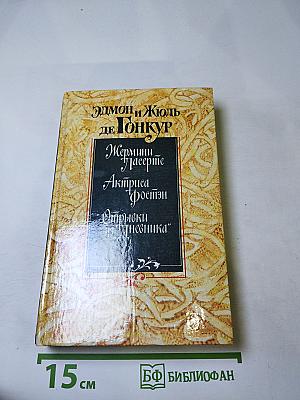 Эдмон и Жюль
де Гонкур
Жермини
Ласерте
Актриса
Фостэн
Отрывки
из "Дневника"
15 см
БФ БИБЛИОФАН